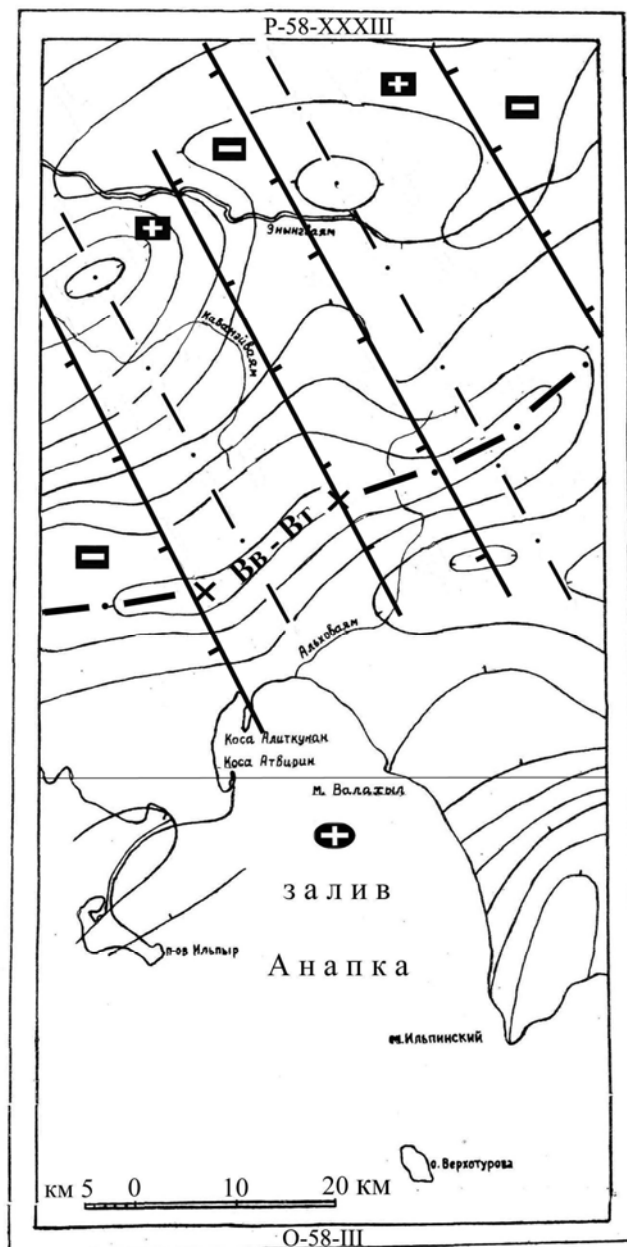 P-58-XXXIII
Энынгваям
Кавангйваям
Вв - Вт
Альховаям
Коса Алиткунан
Коса Атвирин
м. Валахыл
залив
Анапка
п-ов Ильпыр
м. Ильпинский
о. Верхотурова
км 5 0 10 20 км
O-58-III